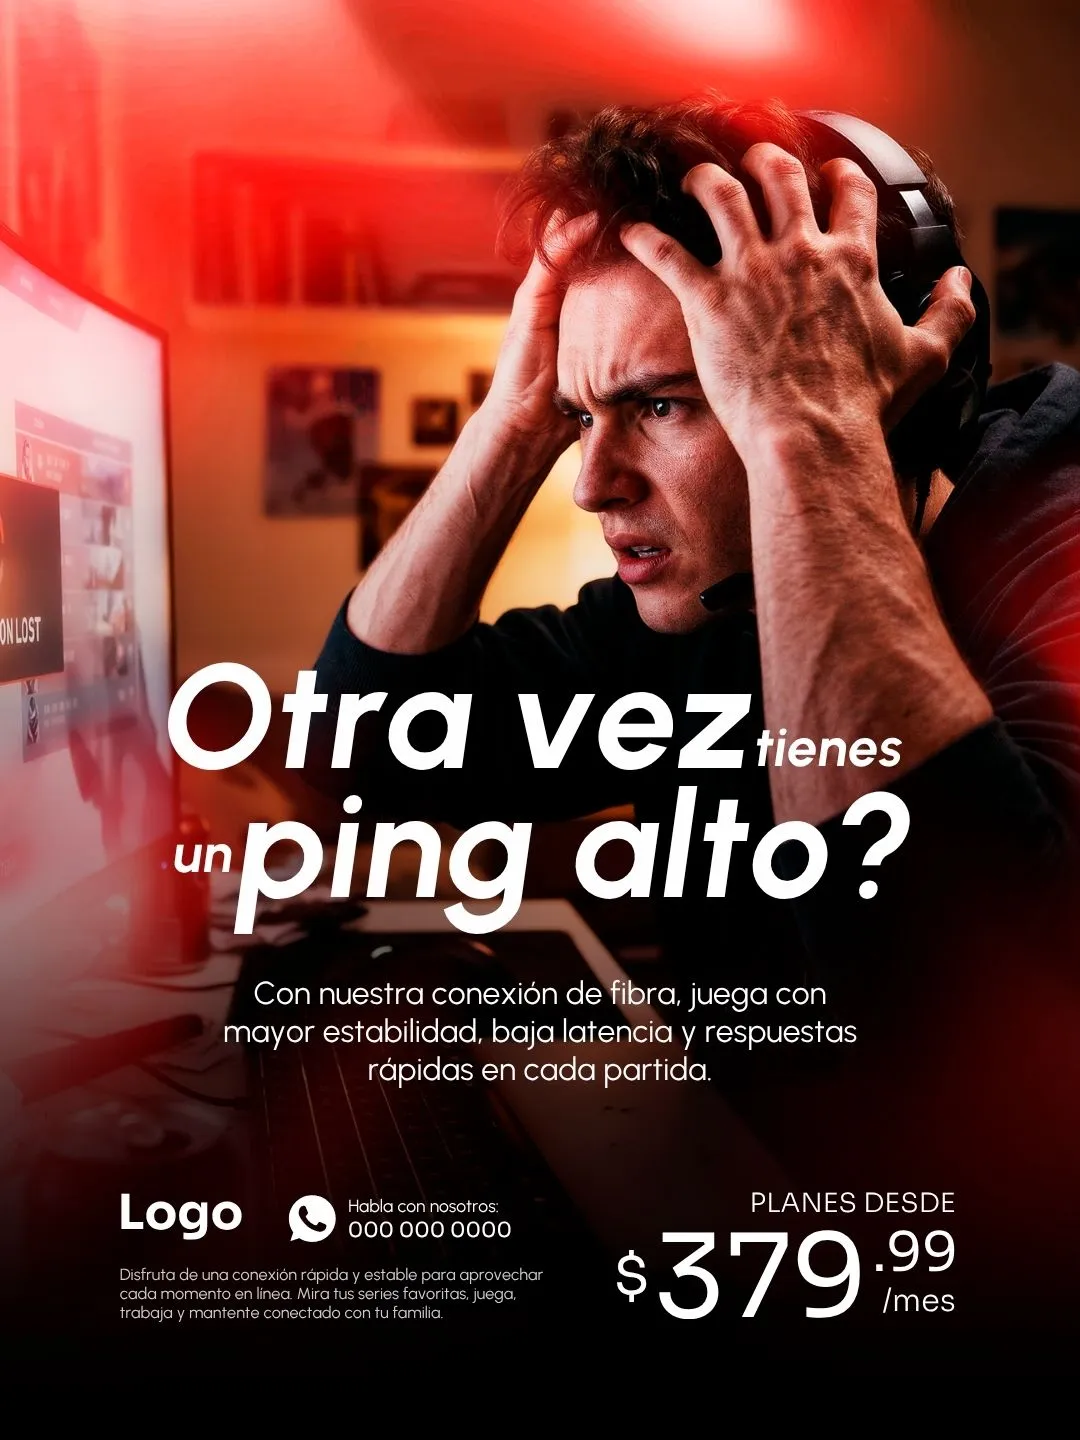 ON LOST
Otra vez tienes
un ping alto?
Con nuestra conexión de fibra, juega con
mayor estabilidad, baja latencia y respuestas
rápidas en cada partida.
Logo
Habla con nosotros:
000 000 0000
Disfruta de una conexión rápida y estable para aprovechar
cada momento en línea. Mira tus series favoritas, juega,
trabaja y mantente conectado con tu familia.
PLANES DESDE
$379.99
/mes